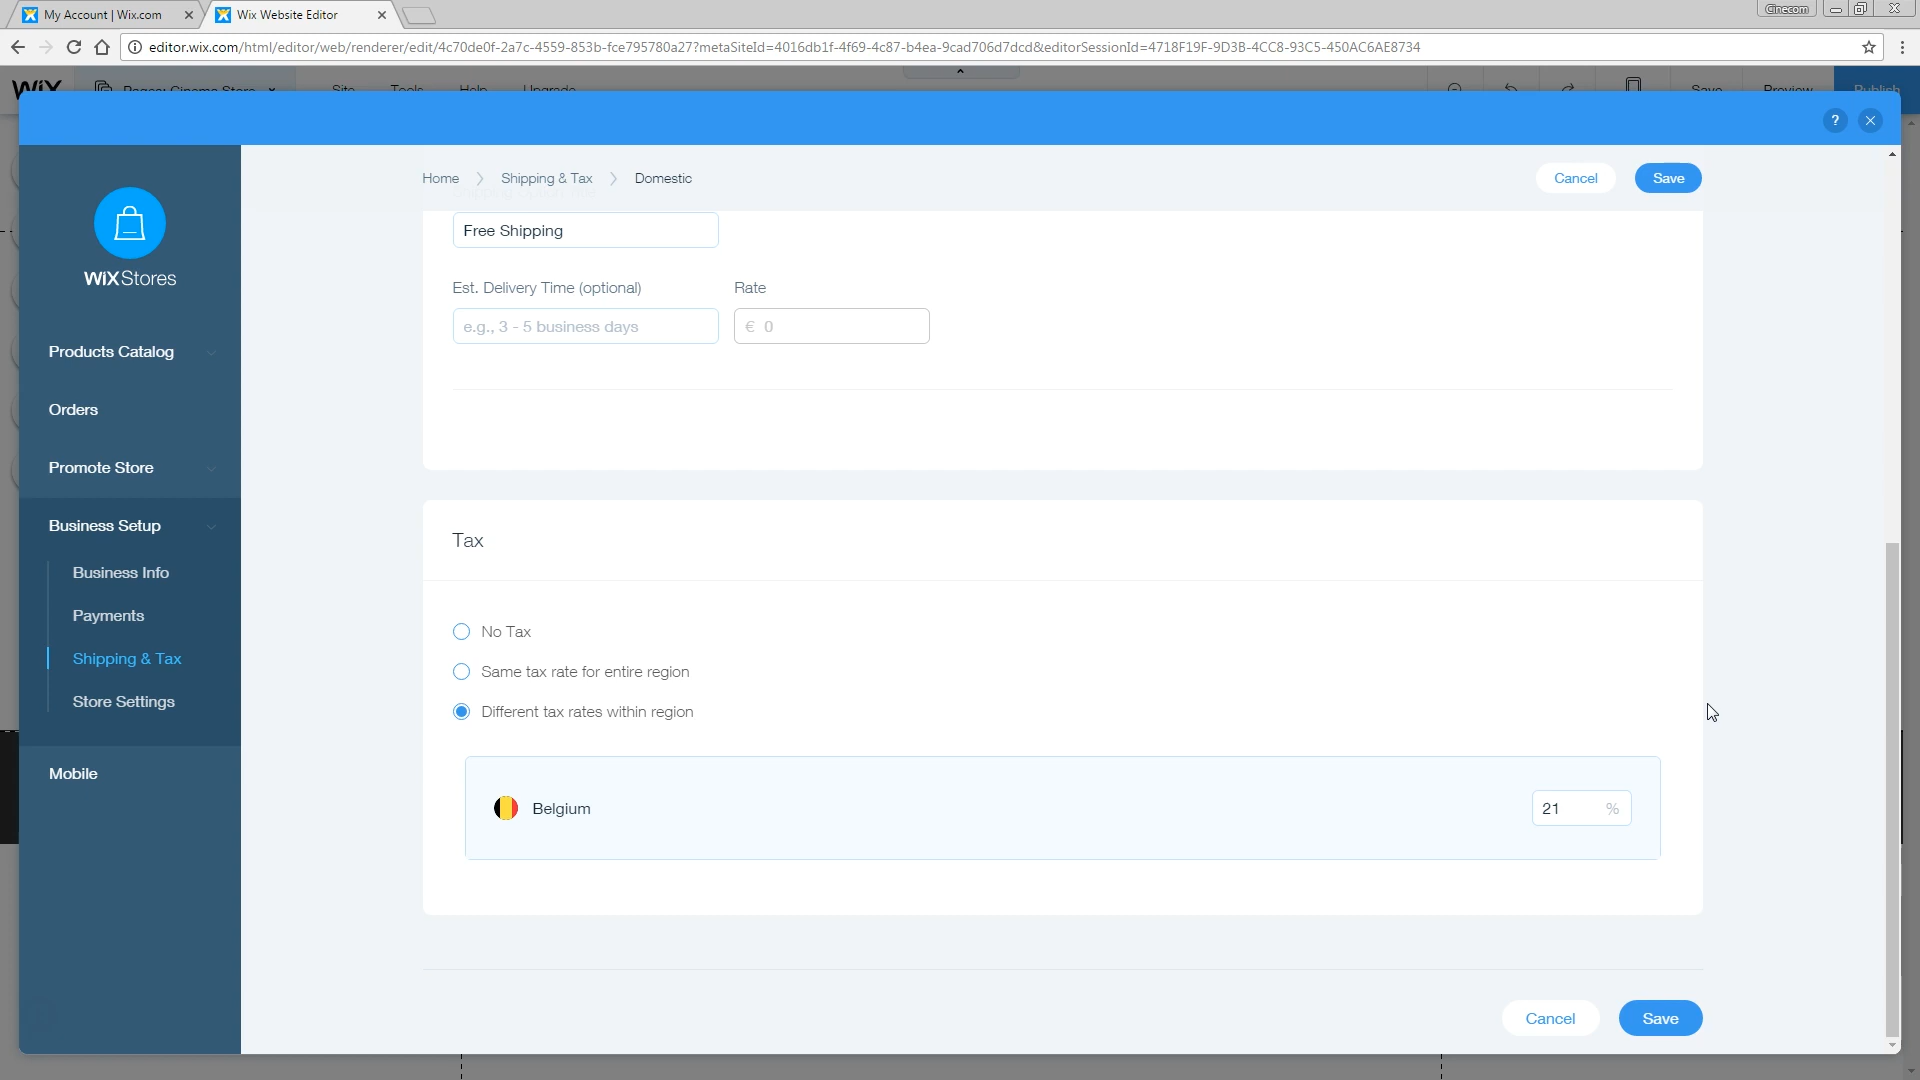 My Account | Wix.com
Wix Website Editor
Cinecom
editor.wix.com/html/editor/web/renderer/edit/4c70de0f-2a7c-4559-853b-fce795780a27?metaSiteId=4016db1f-4f69-4c87-b4ea-9cad706d7dcd&editorSessionId=4718F19F-9D3B-4CC8-93C5-450AC6AE8734
WiX Pages: Cinema Store Site Tools Help Upgrade Save Preview Publish
?
Home Shipping & Tax Domestic
Cancel Save
WiXStores
Products Catalog
Orders
Promote Store
Business Setup
Business Info
Payments
Shipping & Tax
Store Settings
Mobile
Free Shipping
Est. Delivery Time (optional) Rate
e.g., 3 - 5 business days € 0
Tax
No Tax
Same tax rate for entire region
Different tax rates within region
Belgium 21 %
Cancel Save